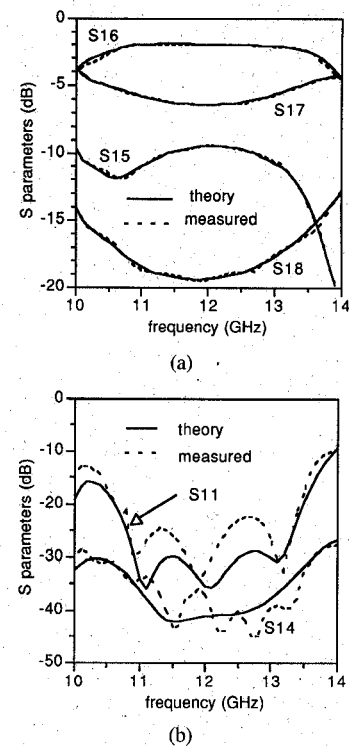 0
S16
-5
S17
S15
-10
theory
measured
-15
S18
-20
10 11 12 13 14
S parameters (dB)
frequency (GHz)
(a)
0
theory
-10
measured
S11
-20
-30
-40
S14
-50
10 11 12 13 14
S parameters (dB)
frequency (GHz)
(b)